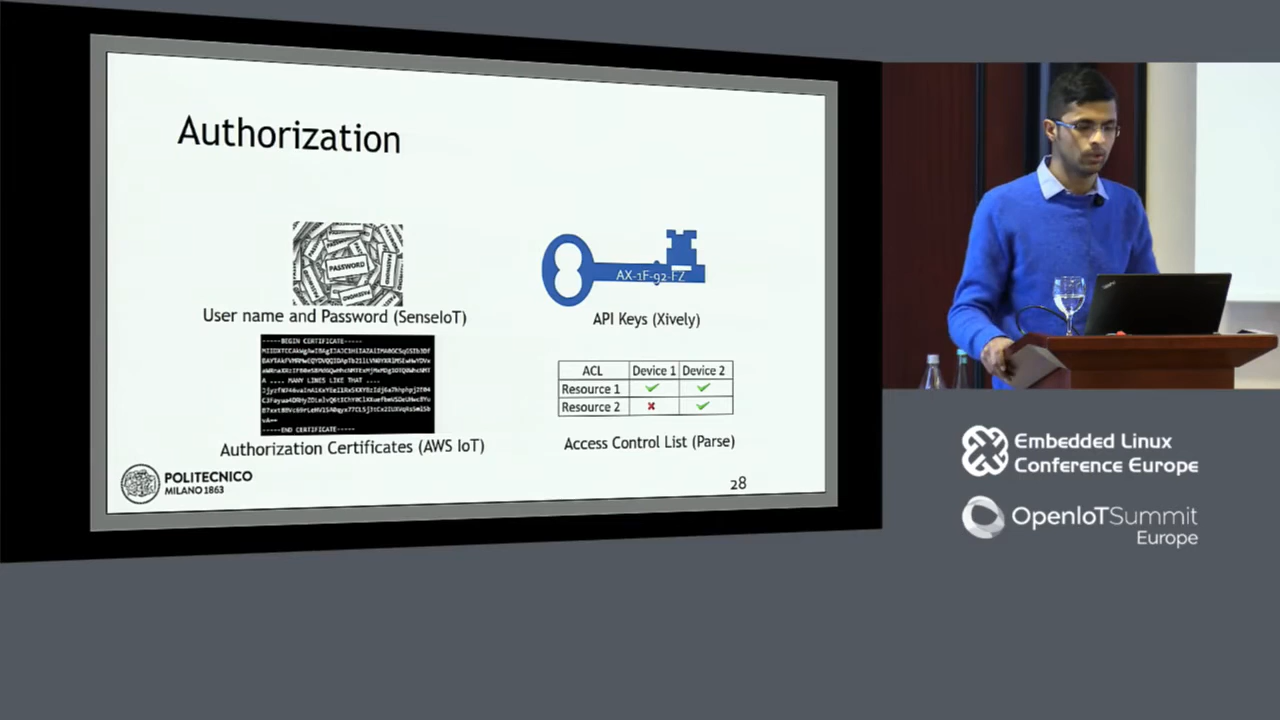 Authorization
PASSWORD
User name and Password (SenseIoT)
AX-1F-92-FZ
API Keys (Xively)
-----BEGIN CERTIFICATE-----
A .... MANY LINES LIKE THAT ....
-----END CERTIFICATE-----
Authorization Certificates (AWS IoT)
ACL Device 1 Device 2
Resource 1
Resource 2
Access Control List (Parse)
POLITECNICO
MILANO 1863
28
Embedded Linux
Conference Europe
OpenIoTSummit
Europe